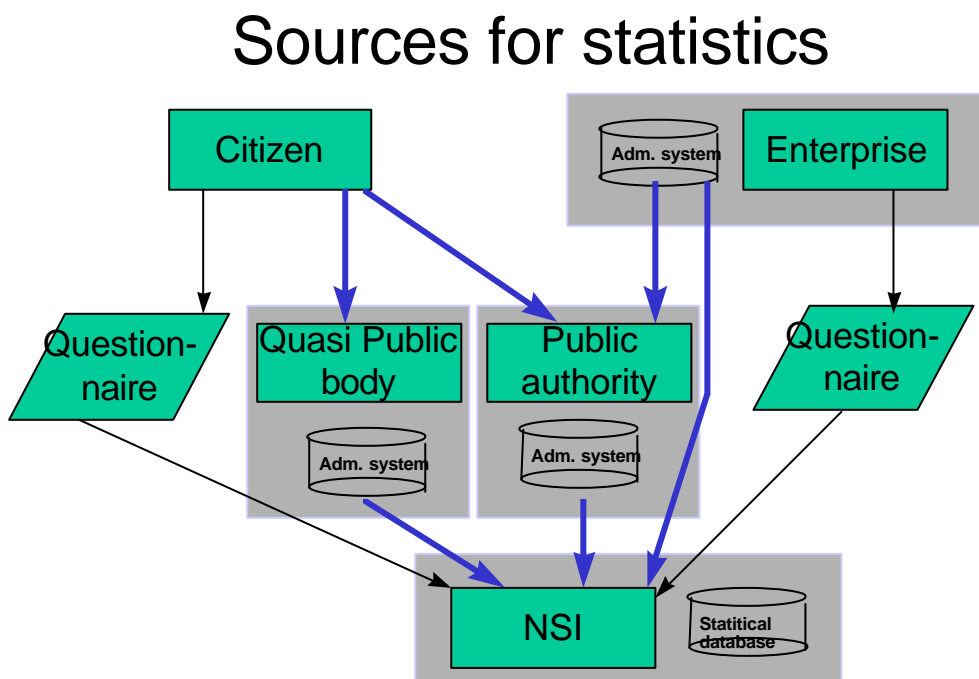 Sources for statistics
Citizen
Adm. system
Enterprise
Question-
naire
Quasi Public
body
Public
authority
Question-
naire
Adm. system
Adm. system
NSI
Statitical
database